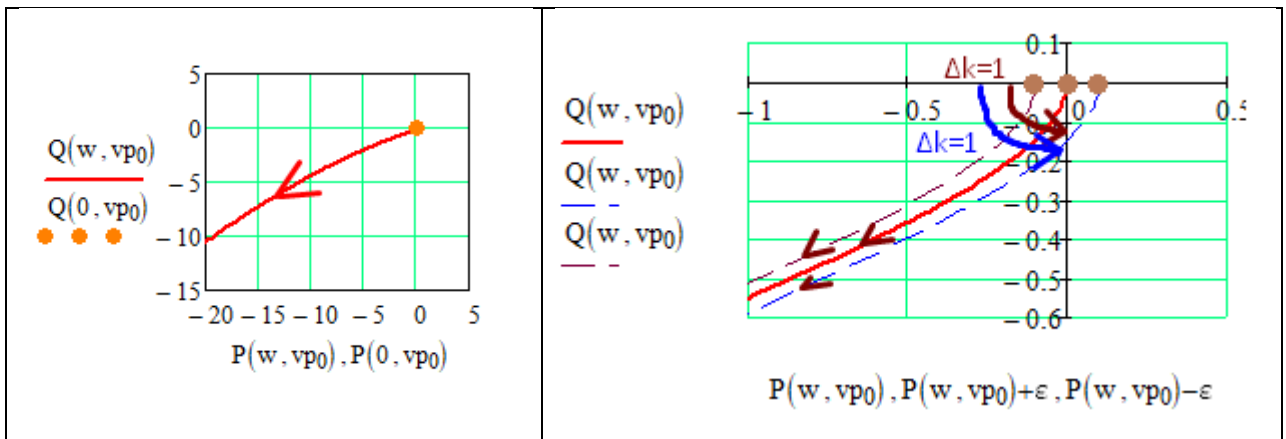 5
0
−5
−10
−15
−20 −15 −10 −5 0 5
Q(w,vp₀)
Q(0,vp₀)
P(w,vp₀),P(0,vp₀)
Q(w,vp₀)
Q(w,vp₀)
Q(w,vp₀)
0.1
Δk=1
−1 −0.5 0 0.5
Δk=1
−0.1
−0.2
−0.3
−0.4
−0.5
−0.6
P(w,vp₀),P(w,vp₀)+ε,P(w,vp₀)−ε